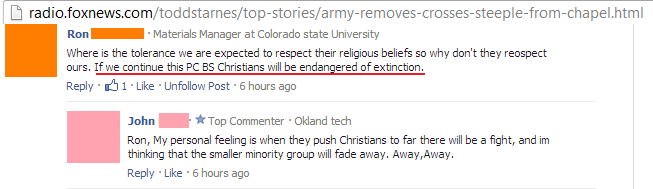 radio.foxnews.com/toddstarnes/top-stories/army-removes-crosses-steeple-from-chapel.html
Ron · Materials Manager at Colorado state University
Where is the tolerance we are expected to respect their religious beliefs so why don't they reospect
ours. If we continue this PC BS Christians will be endangered of extinction.
Reply · 1 · Like · Unfollow Post · 6 hours ago
John · Top Commenter · Okland tech
Ron, My personal feeling is when they push Christians to far there will be a fight, and im
thinking that the smaller minority group will fade away. Away,Away.
Reply · Like · 6 hours ago